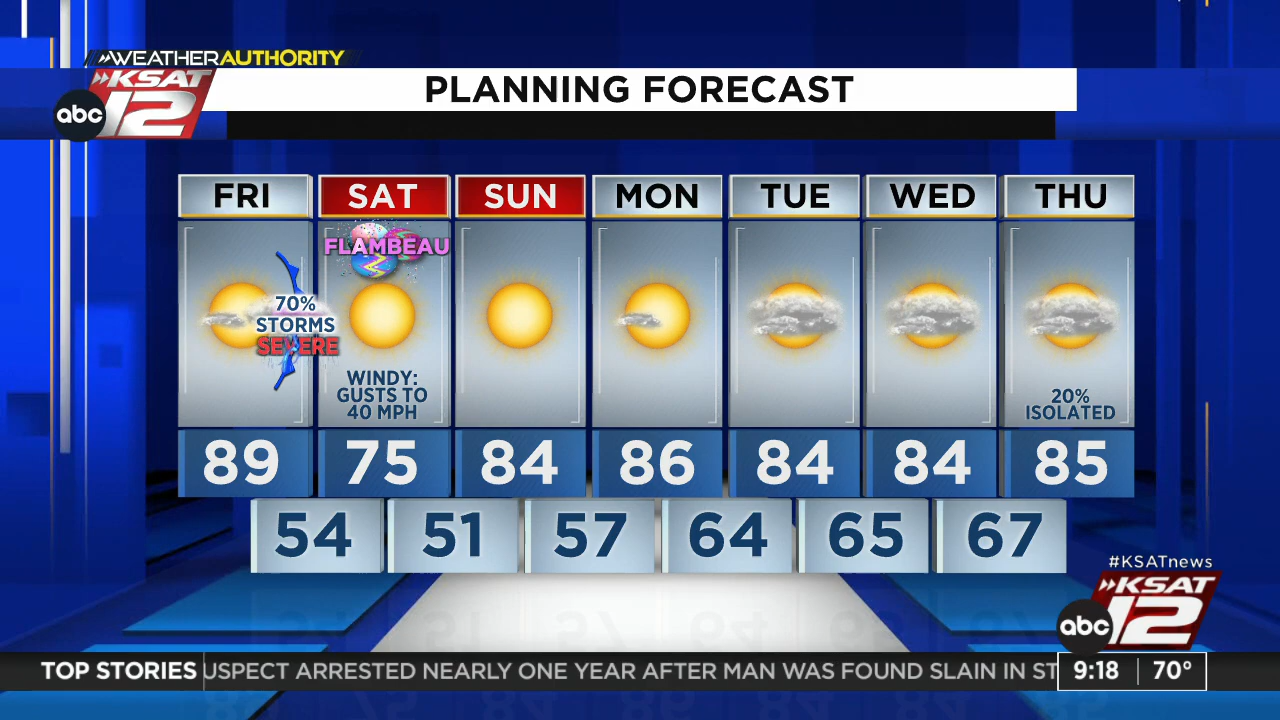 WEATHERAUTHORITY
KSAT
abc 12
PLANNING FORECAST
FRI SAT SUN MON TUE WED THU
FLAMBEAU
70%
STORMS
SEVERE
WINDY:
GUSTS TO
40 MPH
20%
ISOLATED
89 75 84 86 84 84 85
54 51 57 64 65 67
#KSATnews
KSAT
abc 12
TOP STORIES USPECT ARRESTED NEARLY ONE YEAR AFTER MAN WAS FOUND SLAIN IN ST 9:18 70°